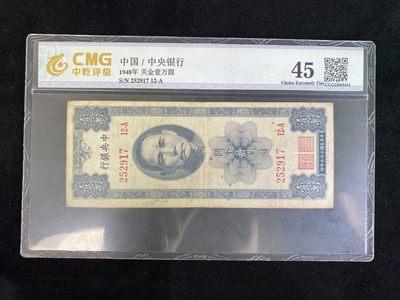 CMG
中乾评级
中国 / 中央银行
1948年 关金壹万圆
S/N 252917 12-A
45
Choice Extremely Fine
252917 12-A
中央銀行
252917 12-A